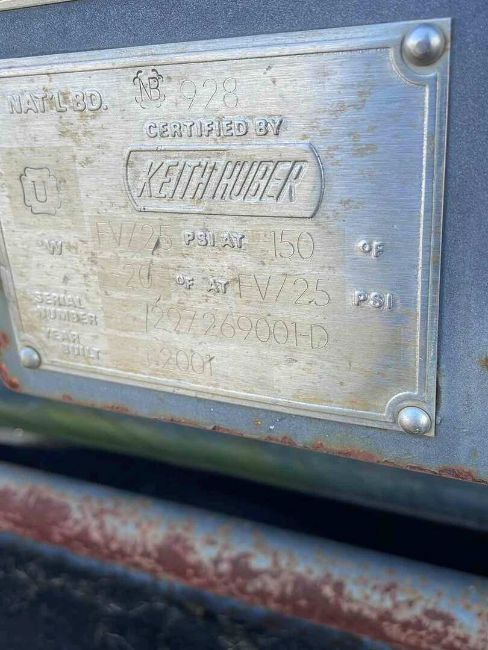 NAT'L BD. NB 928
CERTIFIED BY
KEITH HUBER
U
W FV/25 PSI AT 150 °F
20 °F AT FV/25 PSI
SERIAL NUMBER 1297269001-D
YEAR BUILT 2001